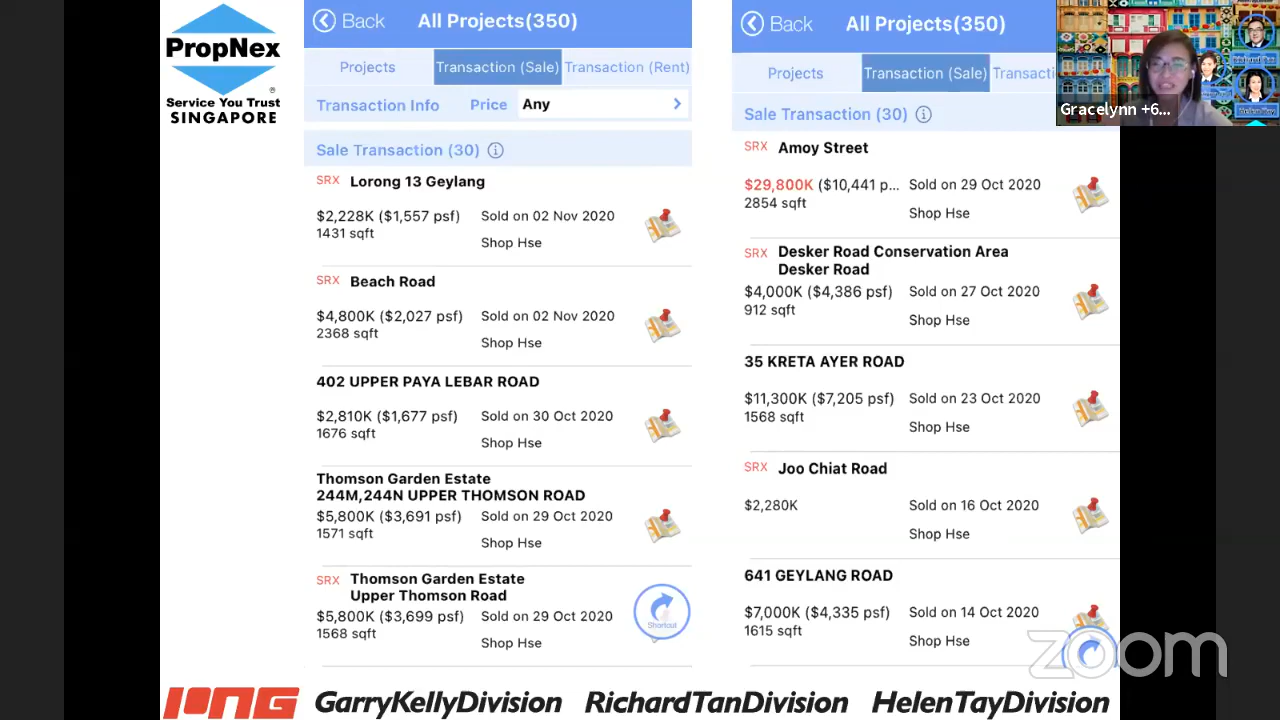 PropNex
®
Service You Trust
SINGAPORE
Back
All Projects(350)
Projects
Transaction (Sale)
Transaction (Rent)
Transaction Info
Price
Any
Sale Transaction (30)
SRX Lorong 13 Geylang
$2,228K ($1,557 psf) Sold on 02 Nov 2020
1431 sqft
Shop Hse
SRX Beach Road
$4,800K ($2,027 psf) Sold on 02 Nov 2020
2368 sqft
Shop Hse
402 UPPER PAYA LEBAR ROAD
$2,810K ($1,677 psf) Sold on 30 Oct 2020
1676 sqft
Shop Hse
Thomson Garden Estate
244M,244N UPPER THOMSON ROAD
$5,800K ($3,691 psf) Sold on 29 Oct 2020
1571 sqft
Shop Hse
SRX Thomson Garden Estate
Upper Thomson Road
$5,800K ($3,699 psf) Sold on 29 Oct 2020
1568 sqft
Shop Hse
Shortcut
Back
All Projects(350)
Projects
Transaction (Sale)
Transacti
Sale Transaction (30)
SRX Amoy Street
$29,800K ($10,441 p... Sold on 29 Oct 2020
2854 sqft
Shop Hse
SRX Desker Road Conservation Area
Desker Road
$4,000K ($4,386 psf) Sold on 27 Oct 2020
912 sqft
Shop Hse
35 KRETA AYER ROAD
$11,300K ($7,205 psf) Sold on 23 Oct 2020
1568 sqft
Shop Hse
SRX Joo Chiat Road
$2,280K Sold on 16 Oct 2020
Shop Hse
641 GEYLANG ROAD
$7,000K ($4,335 psf) Sold on 14 Oct 2020
1615 sqft
Shop Hse
Gracelynn +6...
zoom
PNG GarryKellyDivision RichardTanDivision HelenTayDivision